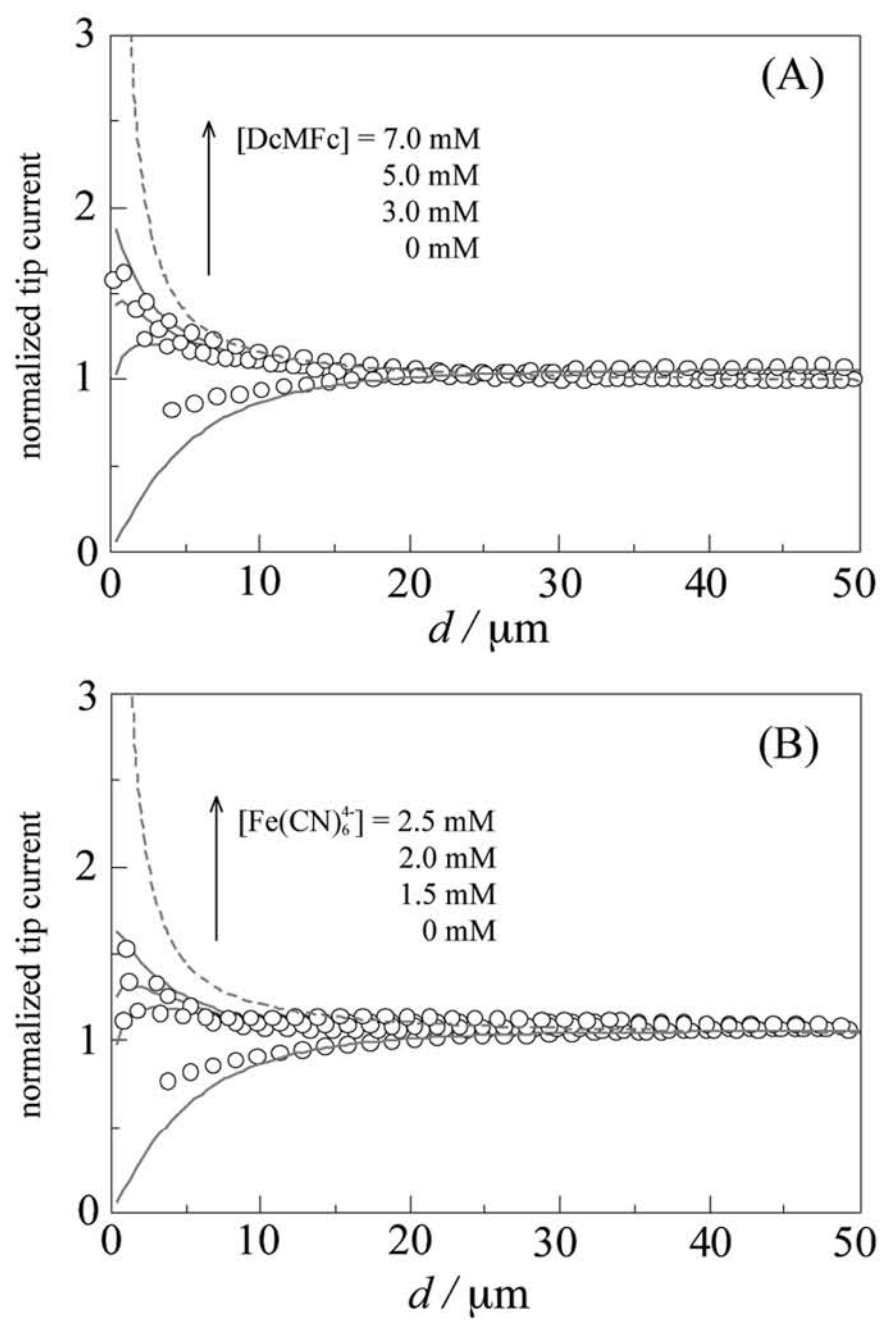 3
(A)
[DcMFc] = 7.0 mM
5.0 mM
3.0 mM
0 mM
2
1
0
normalized tip current
0 10 20 30 40 50
d / μm
3
(B)
[Fe(CN)₆⁴⁻] = 2.5 mM
2.0 mM
1.5 mM
0 mM
2
1
0
normalized tip current
0 10 20 30 40 50
d / μm